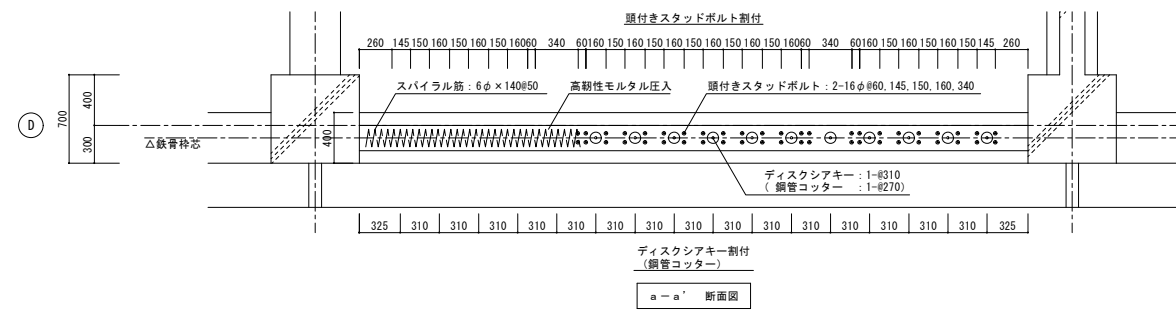 頭付きスタッドボルト割付
260 145 150 160 150 160 150 160 60 340 60 160 150 160 150 160 150 160 150 160 150 160 60 340 60 160 150 160 150 160 150 145 260
スパイラル筋：6φ×140@50
高靭性モルタル圧入
頭付きスタッドボルト：2-16φ@60,145,150,160,340
D
700
400
300
△鉄骨枠芯
400
ディスクシアキー：1-@310
（ 鋼管コッター ：1-@270）
325 310 310 310 310 310 310 310 310 310 310 310 310 310 310 310 325
ディスクシアキー割付
（鋼管コッター）
a－a' 断面図